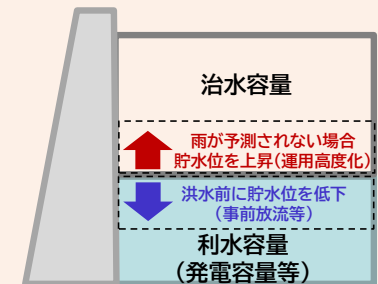 治水容量
雨が予測されない場合
貯水位を上昇(運用高度化)
洪水前に貯水位を低下
(事前放流等)
利水容量
(発電容量等)